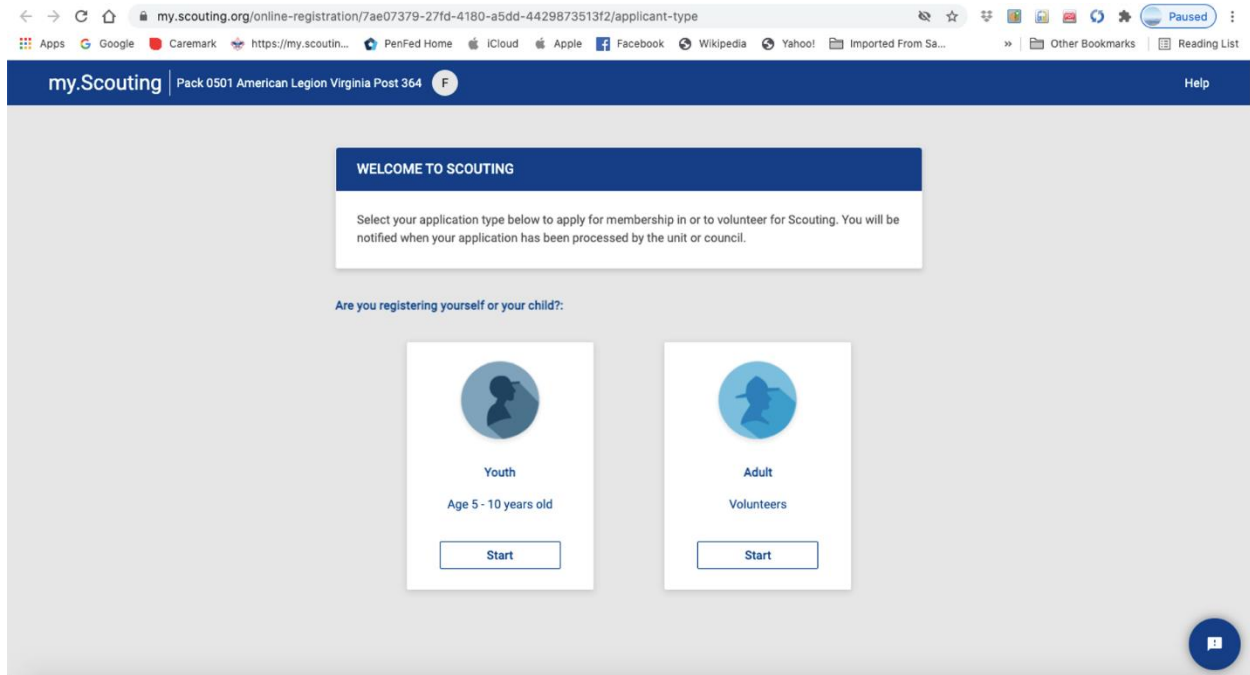 my.scouting.org/online-registration/7ae07379-27fd-4180-a5dd-4429873513f2/applicant-type
Paused
Apps Google Caremark https://my.scoutin... PenFed Home iCloud Apple Facebook Wikipedia Yahoo! Imported From Sa... » Other Bookmarks Reading List
my.Scouting | Pack 0501 American Legion Virginia Post 364 F Help
WELCOME TO SCOUTING
Select your application type below to apply for membership in or to volunteer for Scouting. You will be
notified when your application has been processed by the unit or council.
Are you registering yourself or your child?:
Youth
Age 5 - 10 years old
Start
Adult
Volunteers
Start